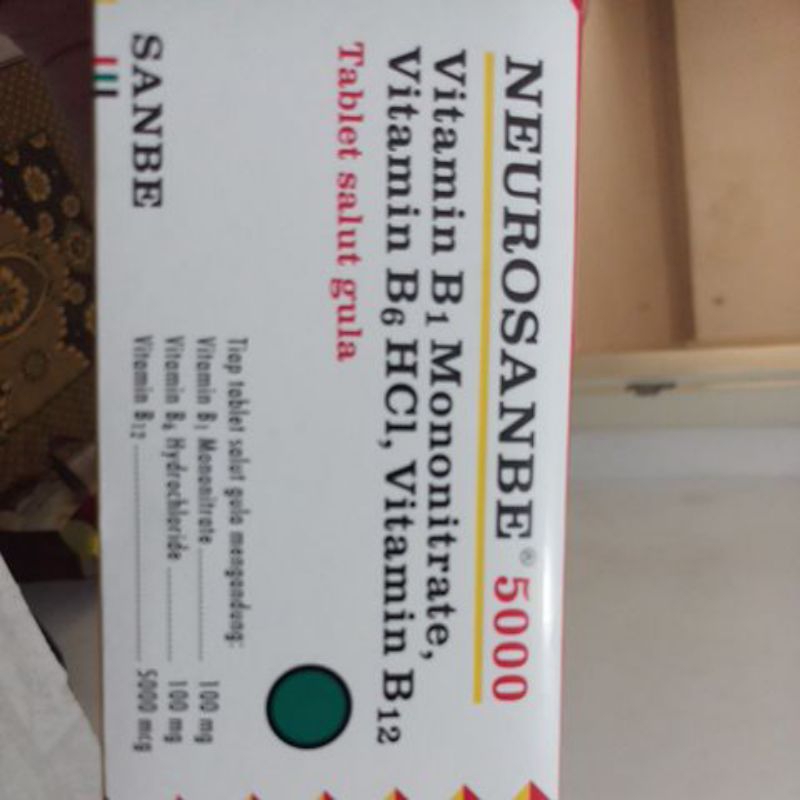 NEUROSANBE® 5000
Vitamin B1 Mononitrate,
Vitamin B6 HCl, Vitamin B12
Tablet salut gula
Tiap tablet salut gula mengandung:
Vitamin B1 Mononitrate ........ 100 mg
Vitamin B6 Hydrochloride ........ 100 mg
Vitamin B12 ........ 5000 mcg
SANBE